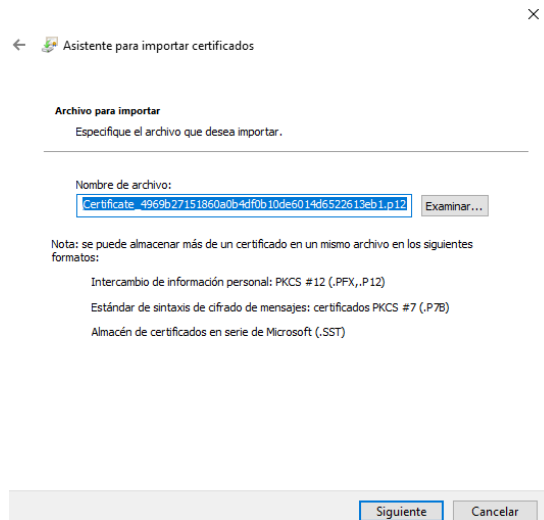 Asistente para importar certificados
Archivo para importar
Especifique el archivo que desea importar.
Nombre de archivo:
Certificate_4969b27151860a0b4df0b10de6014d6522613eb1.p12
Examinar...
Nota: se puede almacenar más de un certificado en un mismo archivo en los siguientes
formatos:
Intercambio de información personal: PKCS #12 (.PFX,.P12)
Estándar de sintaxis de cifrado de mensajes: certificados PKCS #7 (.P7B)
Almacén de certificados en serie de Microsoft (.SST)
Siguiente
Cancelar